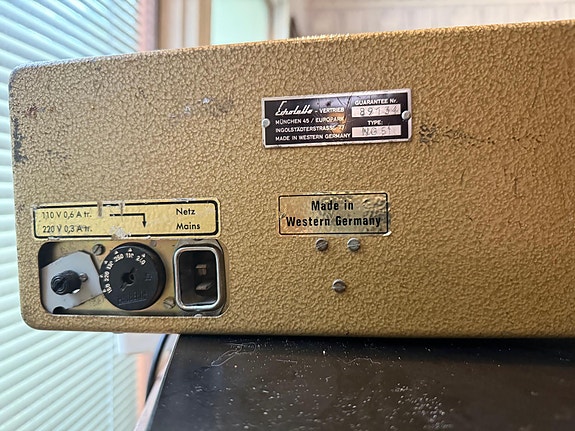 Echolette - VERTRIEB
MÜNCHEN 45 / EUROPARK
INGOLSTÄDTERSTRASSE
MADE IN WESTERN GERMANY
GUARANTEE Nr.
TYPE:
NG 51
110 V 0,6 A tr.
220 V 0,3 A tr.
Netz
Mains
Made in
Western Germany